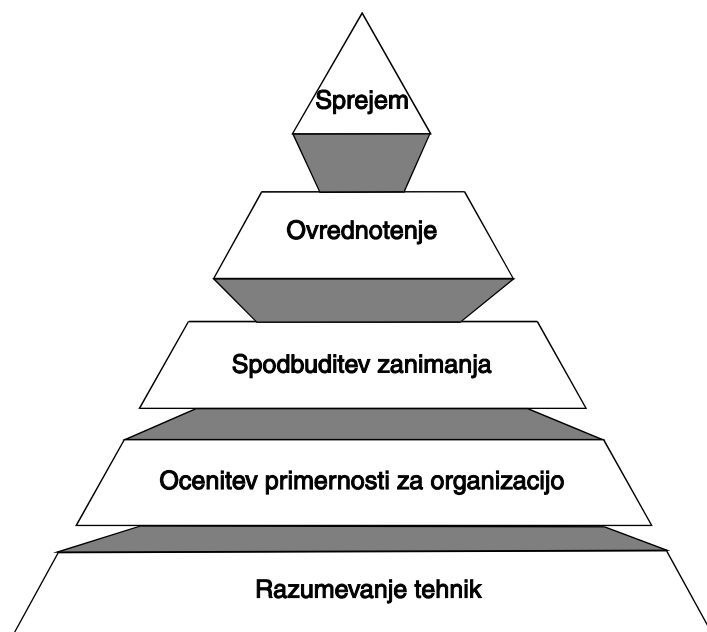 Sprejem
Ovrednotenje
Spodbuditev zanimanja
Ocenitev primernosti za organizacijo
Razumevanje tehnik